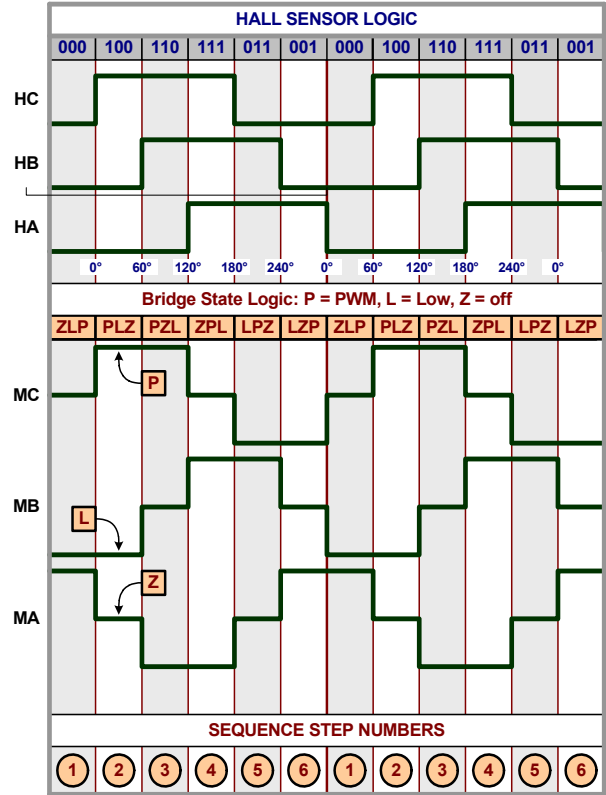 HALL SENSOR LOGIC
000 100 110 111 011 001 000 100 110 111 011 001
HC
HB
HA
0° 60° 120° 180° 240° 0° 60° 120° 180° 240° 0°
Bridge State Logic: P = PWM, L = Low, Z = off
ZLP PLZ PZL ZPL LPZ LZP ZLP PLZ PZL ZPL LPZ LZP
P
MC
MB
L
Z
MA
SEQUENCE STEP NUMBERS
1 2 3 4 5 6 1 2 3 4 5 6